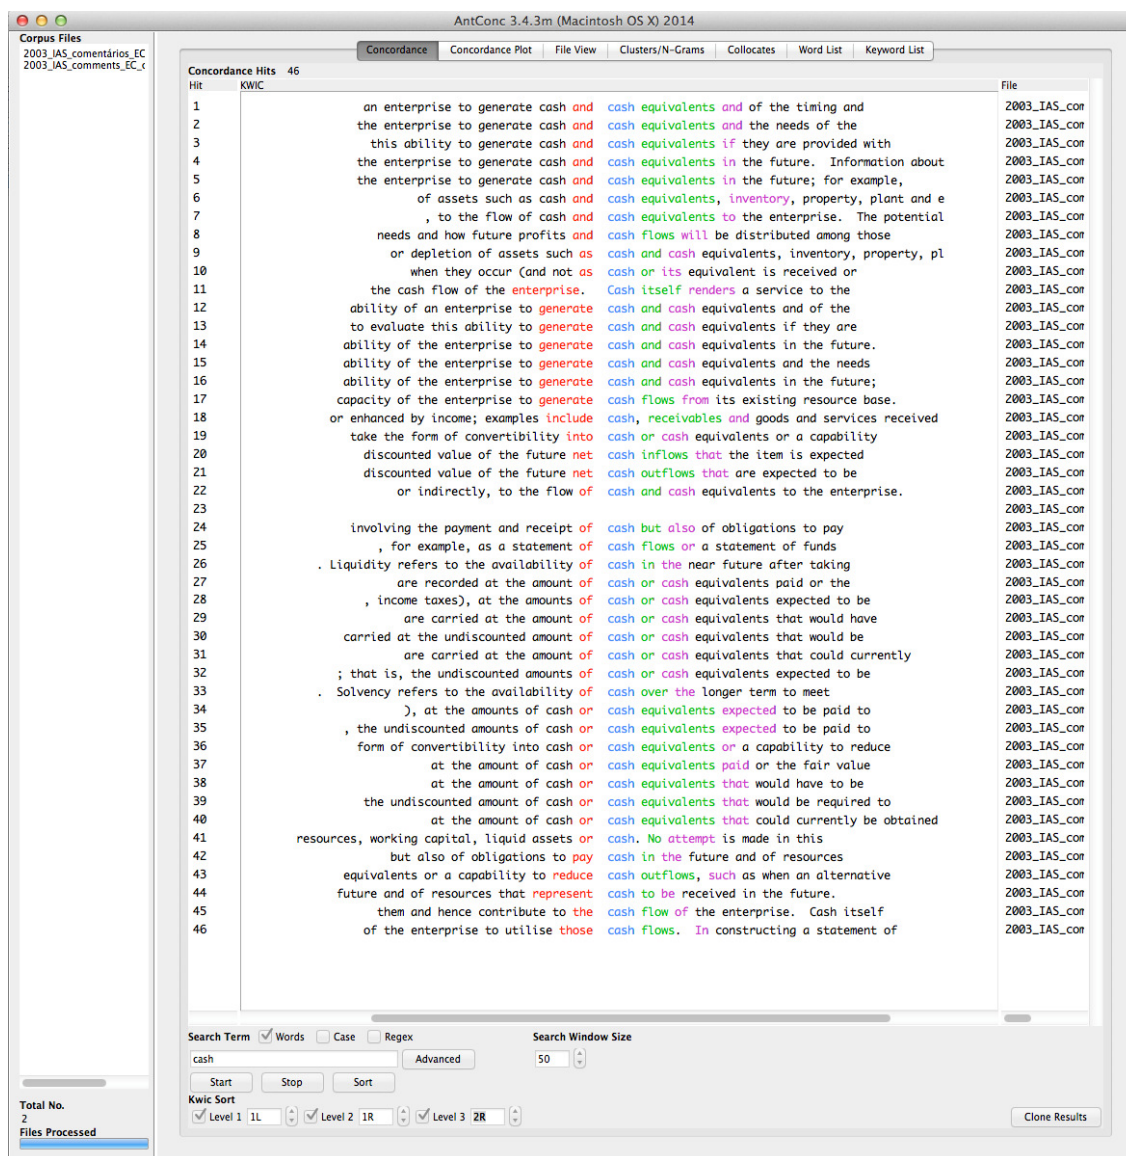 AntConc 3.4.3m (Macintosh OS X) 2014
Corpus Files
2003_IAS_comentários_EC
2003_IAS_comments_EC_c
Concordance Concordance Plot File View Clusters/N-Grams Collocates Word List Keyword List
Concordance Hits 46
Hit KWIC File
1 an enterprise to generate cash and cash equivalents and of the timing and 2003_IAS_com
2 the enterprise to generate cash and cash equivalents and the needs of the 2003_IAS_com
3 this ability to generate cash and cash equivalents if they are provided with 2003_IAS_com
4 the enterprise to generate cash and cash equivalents in the future. Information about 2003_IAS_com
5 the enterprise to generate cash and cash equivalents in the future; for example, 2003_IAS_com
6 of assets such as cash and cash equivalents, inventory, property, plant and e 2003_IAS_com
7 , to the flow of cash and cash equivalents to the enterprise. The potential 2003_IAS_com
8 needs and how future profits and cash flows will be distributed among those 2003_IAS_com
9 or depletion of assets such as cash and cash equivalents, inventory, property, pl 2003_IAS_com
10 when they occur (and not as cash or its equivalent is received or 2003_IAS_com
11 the cash flow of the enterprise. Cash itself renders a service to the 2003_IAS_com
12 ability of an enterprise to generate cash and cash equivalents and of the 2003_IAS_com
13 to evaluate this ability to generate cash and cash equivalents if they are 2003_IAS_com
14 ability of the enterprise to generate cash and cash equivalents in the future. 2003_IAS_com
15 ability of the enterprise to generate cash and cash equivalents and the needs 2003_IAS_com
16 ability of the enterprise to generate cash and cash equivalents in the future; 2003_IAS_com
17 capacity of the enterprise to generate cash flows from its existing resource base. 2003_IAS_com
18 or enhanced by income; examples include cash, receivables and goods and services received 2003_IAS_com
19 take the form of convertibility into cash or cash equivalents or a capability 2003_IAS_com
20 discounted value of the future net cash inflows that the item is expected 2003_IAS_com
21 discounted value of the future net cash outflows that are expected to be 2003_IAS_com
22 or indirectly, to the flow of cash and cash equivalents to the enterprise. 2003_IAS_com
23 2003_IAS_com
24 involving the payment and receipt of cash but also of obligations to pay 2003_IAS_com
25 , for example, as a statement of cash flows or a statement of funds 2003_IAS_com
26 . Liquidity refers to the availability of cash in the near future after taking 2003_IAS_com
27 are recorded at the amount of cash or cash equivalents paid or the 2003_IAS_com
28 , income taxes), at the amounts of cash or cash equivalents expected to be 2003_IAS_com
29 are carried at the amount of cash or cash equivalents that would have 2003_IAS_com
30 carried at the undiscounted amount of cash or cash equivalents that would be 2003_IAS_com
31 are carried at the amount of cash or cash equivalents that could currently 2003_IAS_com
32 ; that is, the undiscounted amounts of cash or cash equivalents expected to be 2003_IAS_com
33 . Solvency refers to the availability of cash over the longer term to meet 2003_IAS_com
34 ), at the amounts of cash or cash equivalents expected to be paid to 2003_IAS_com
35 , the undiscounted amounts of cash or cash equivalents expected to be paid to 2003_IAS_com
36 form of convertibility into cash or cash equivalents or a capability to reduce 2003_IAS_com
37 at the amount of cash or cash equivalents paid or the fair value 2003_IAS_com
38 at the amount of cash or cash equivalents that would have to be 2003_IAS_com
39 the undiscounted amount of cash or cash equivalents that would be required to 2003_IAS_com
40 at the amount of cash or cash equivalents that could currently be obtained 2003_IAS_com
41 resources, working capital, liquid assets or cash. No attempt is made in this 2003_IAS_com
42 but also of obligations to pay cash in the future and of resources 2003_IAS_com
43 equivalents or a capability to reduce cash outflows, such as when an alternative 2003_IAS_com
44 future and of resources that represent cash to be received in the future. 2003_IAS_com
45 them and hence contribute to the cash flow of the enterprise. Cash itself 2003_IAS_com
46 of the enterprise to utilise those cash flows. In constructing a statement of 2003_IAS_com
Search Term Words Case Regex Search Window Size
cash Advanced 50
Start Stop Sort
Kwic Sort
Level 1 1L Level 2 1R Level 3 2R Clone Results
Total No.
2
Files Processed